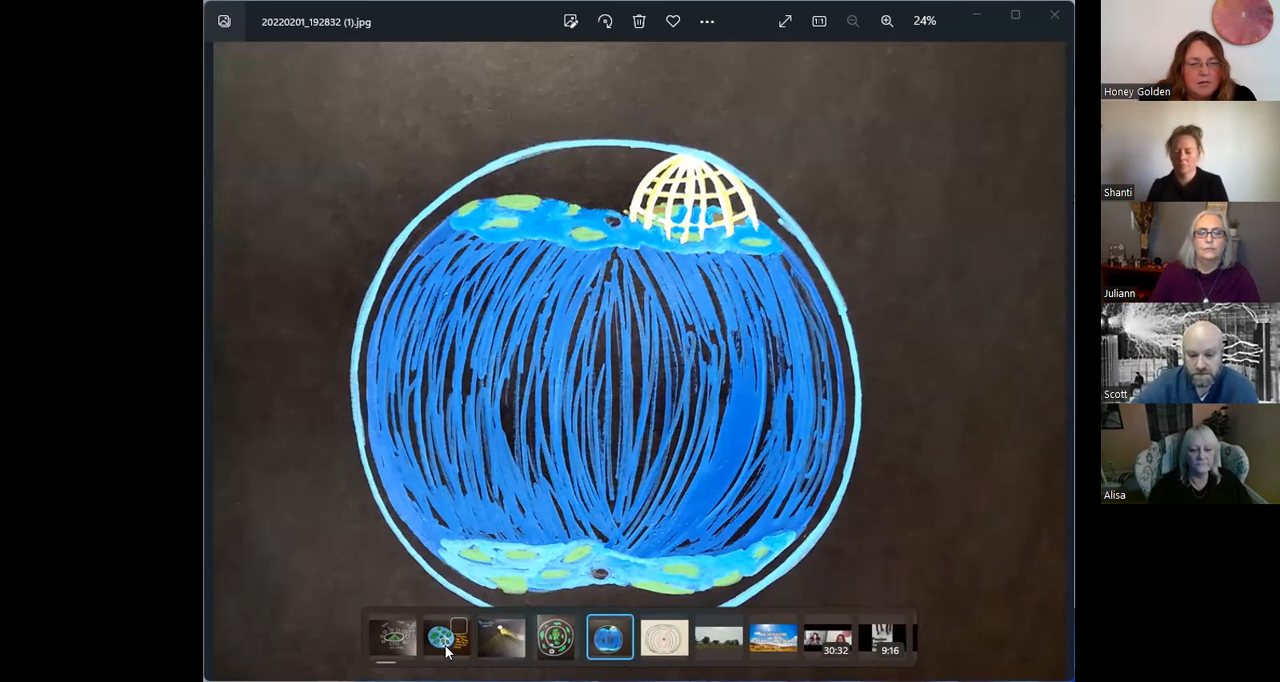 20220201_192832 (1).jpg
24%
Honey Golden
Shanti
Juliann
Scott
Alisa
30:32
9:16